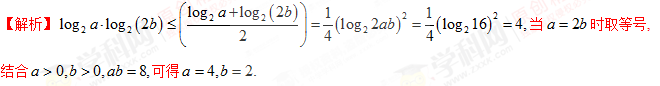 【解析】log₂ a·log₂(2b) ≤ ((log₂ a+log₂(2b))/2)² = 1/4(log₂ 2ab)² = 1/4(log₂ 16)² = 4,当 a = 2b 时取等号,
结合 a > 0, b > 0, ab = 8, 可得 a = 4, b = 2.